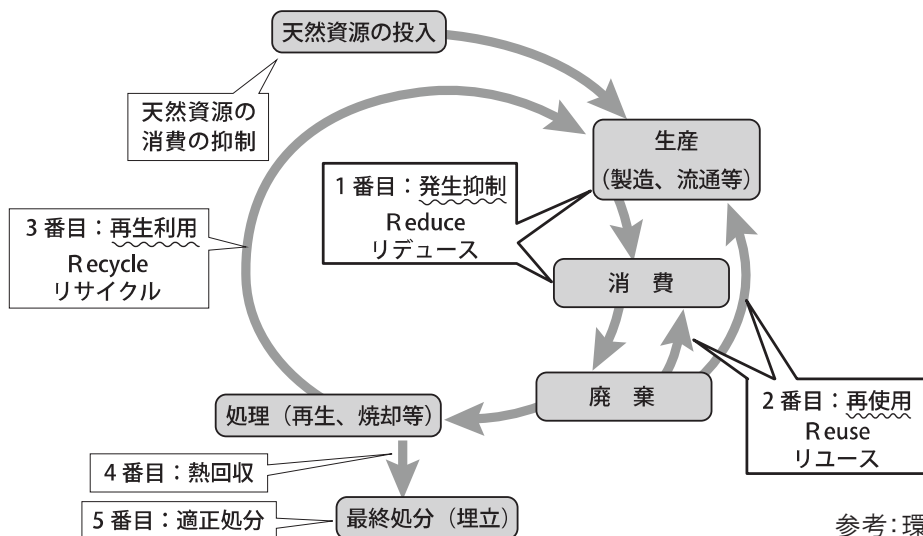 天然資源の投入
天然資源の
消費の抑制
生産
（製造、流通等）
1番目：発生抑制
Reduce
リデュース
3番目：再生利用
Recycle
リサイクル
消　費
廃　棄
2番目：再使用
Reuse
リユース
処理（再生、焼却等）
4番目：熱回収
5番目：適正処分
最終処分（埋立）
参考：環